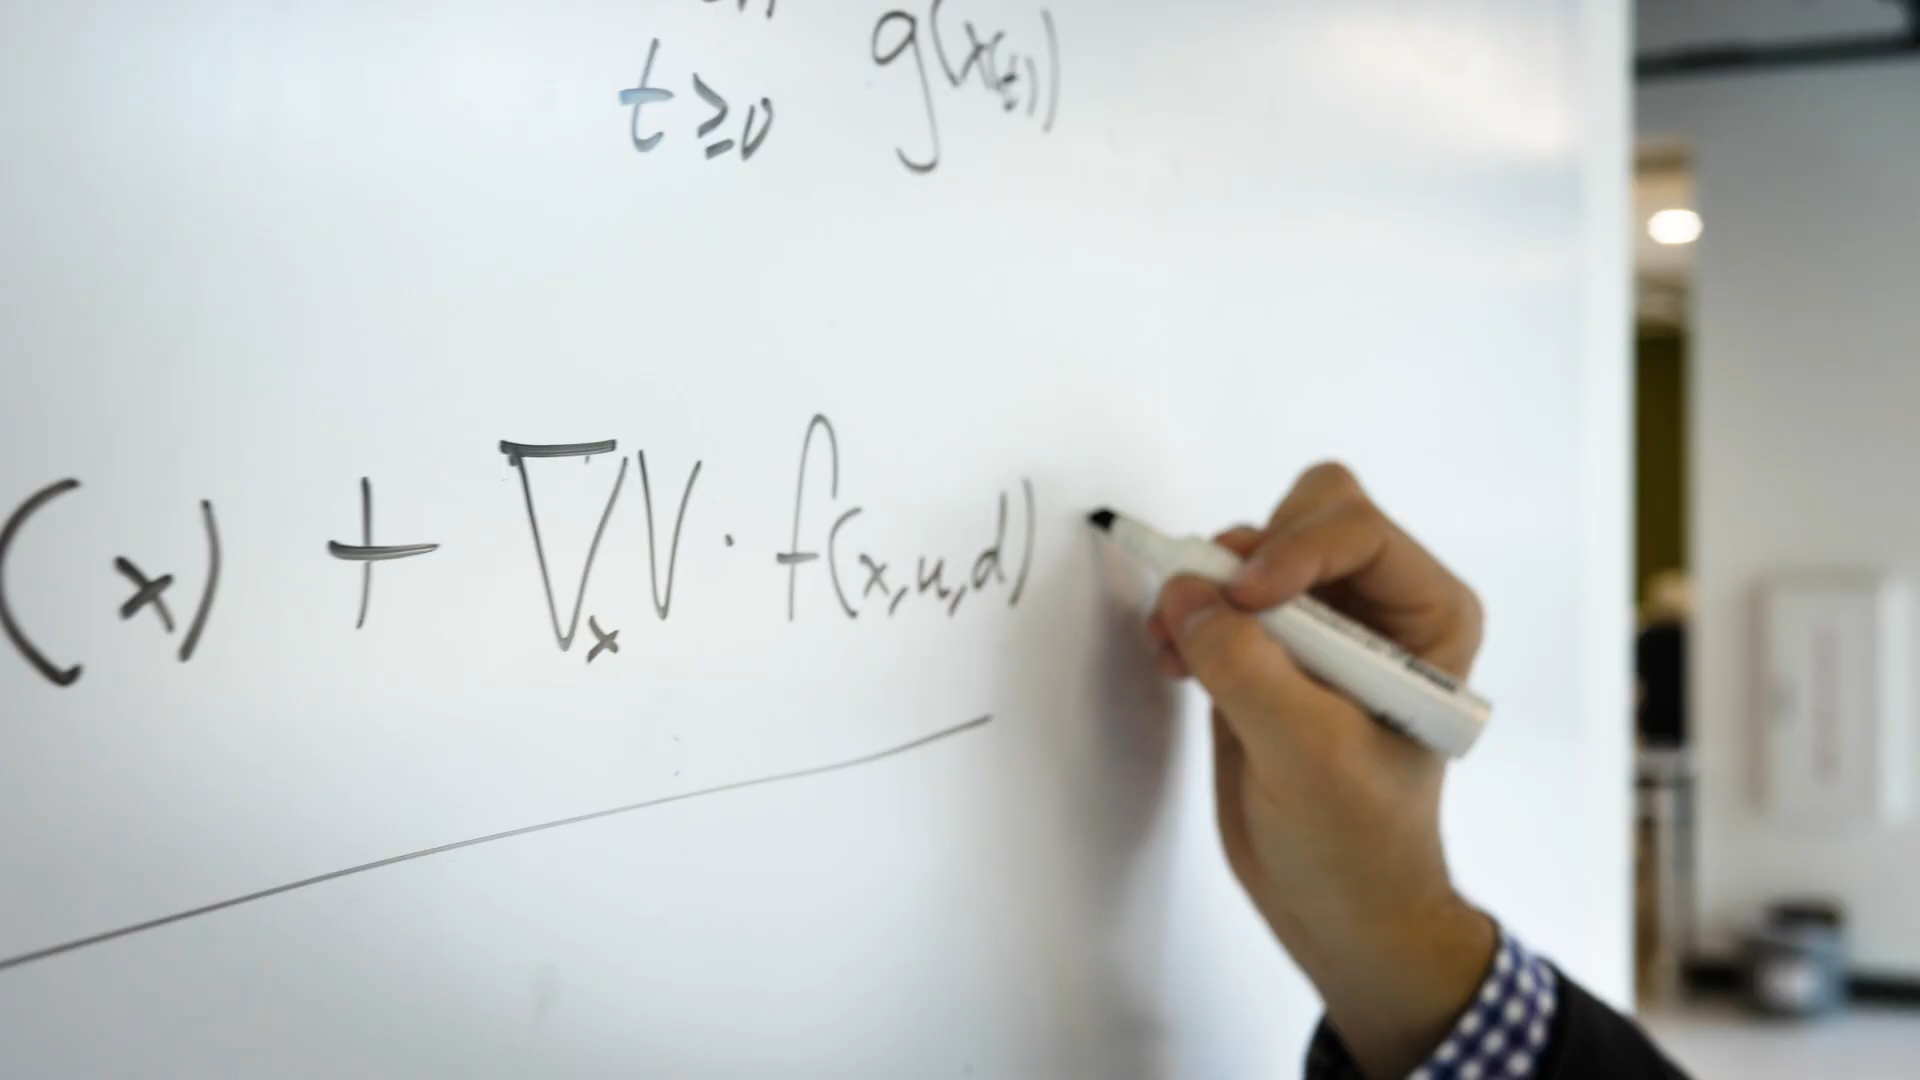 t ≥ 0 g(x(t))
(x) + ∇ₓV · f(x,u,d)